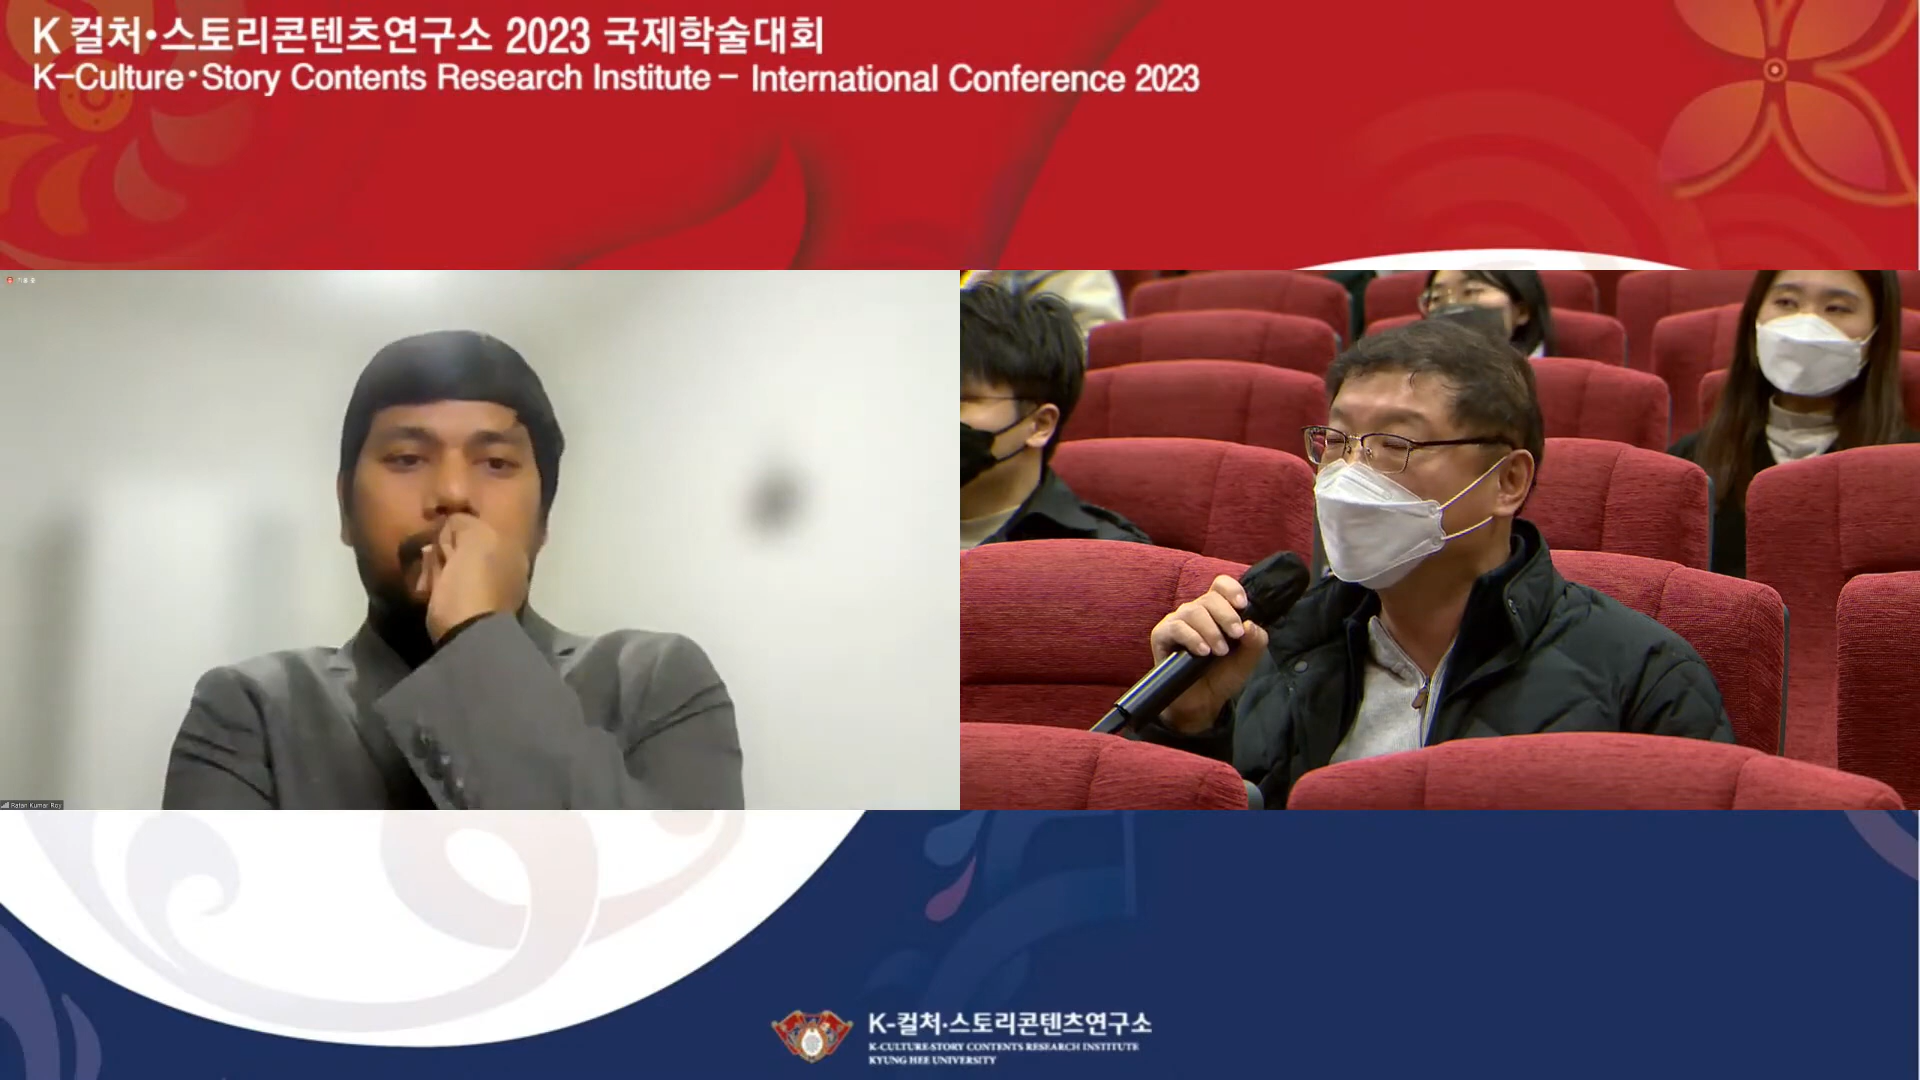 K 컬처•스토리콘텐츠연구소 2023 국제학술대회
K-Culture•Story Contents Research Institute - International Conference 2023
Ratan Kumar Roy
K-컬처·스토리콘텐츠연구소
K-CULTURE·STORY CONTENTS RESEARCH INSTITUTE
KYUNG HEE UNIVERSITY